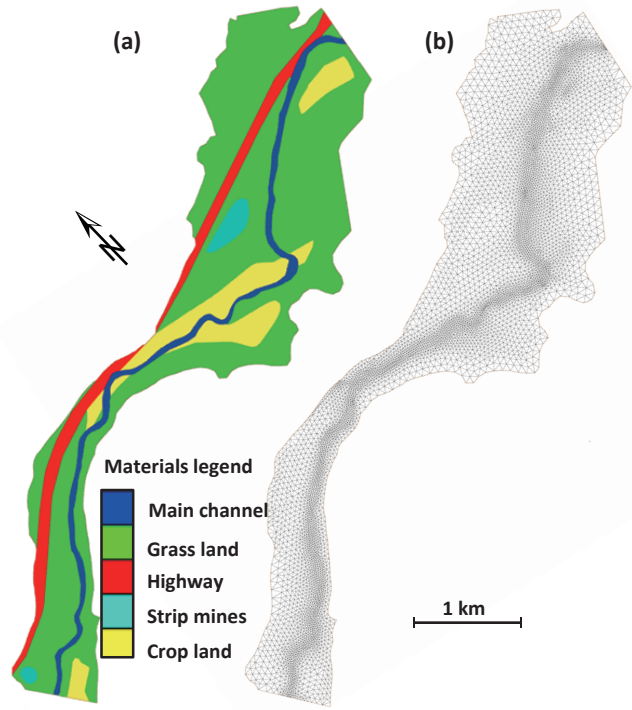 (a)
(b)
N
Materials legend
Main channel
Grass land
Highway
Strip mines
Crop land
1 km